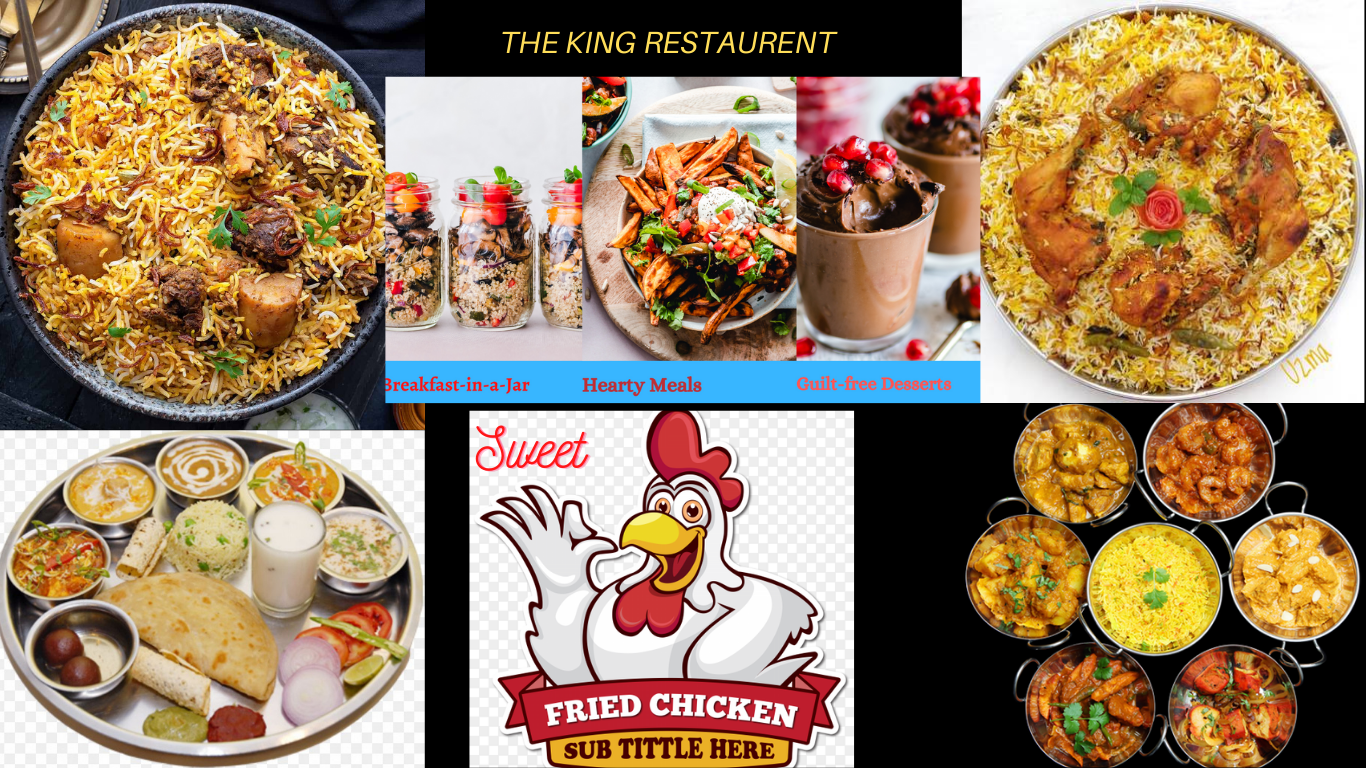 THE KING RESTAURENT
Breakfast-in-a-Jar
Hearty Meals
Guilt-free Desserts
Uzma
Sweet
FRIED CHICKEN
SUB TITTLE HERE